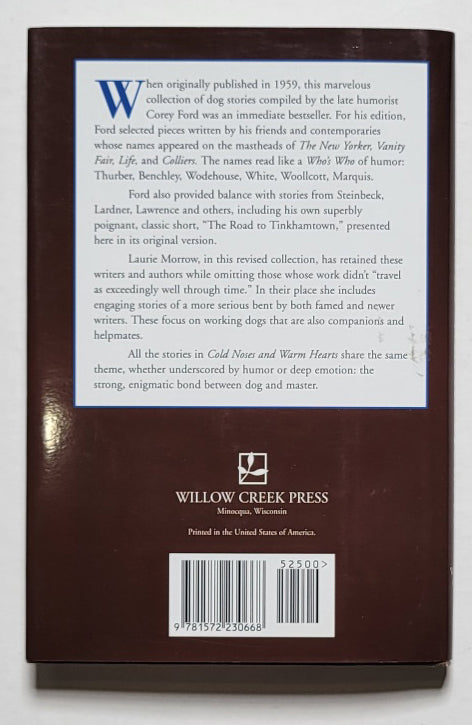 When originally published in 1959, this marvelous
collection of dog stories compiled by the late humorist
Corey Ford was an immediate bestseller. For his edition,
Ford selected pieces written by his friends and contemporaries
whose names appeared on the mastheads of The New Yorker, Vanity
Fair, Life, and Colliers. The names read like a Who's Who of humor:
Thurber, Benchley, Wodehouse, White, Woollcott, Marquis.
Ford also provided balance with stories from Steinbeck,
Lardner, Lawrence and others, including his own superbly
poignant, classic short, "The Road to Tinkhamtown," presented
here in its original version.
Laurie Morrow, in this revised collection, has retained these
writers and authors while omitting those whose work didn't "travel
as exceedingly well through time." In their place she includes
engaging stories of a more serious bent by both famed and newer
writers. These focus on working dogs that are also companions and
helpmates.
All the stories in Cold Noses and Warm Hearts share the same
theme, whether underscored by humor or deep emotion: the
strong, enigmatic bond between dog and master.
WILLOW CREEK PRESS
Minocqua, Wisconsin
Printed in the United States of America.
52500>
9 781572 230668